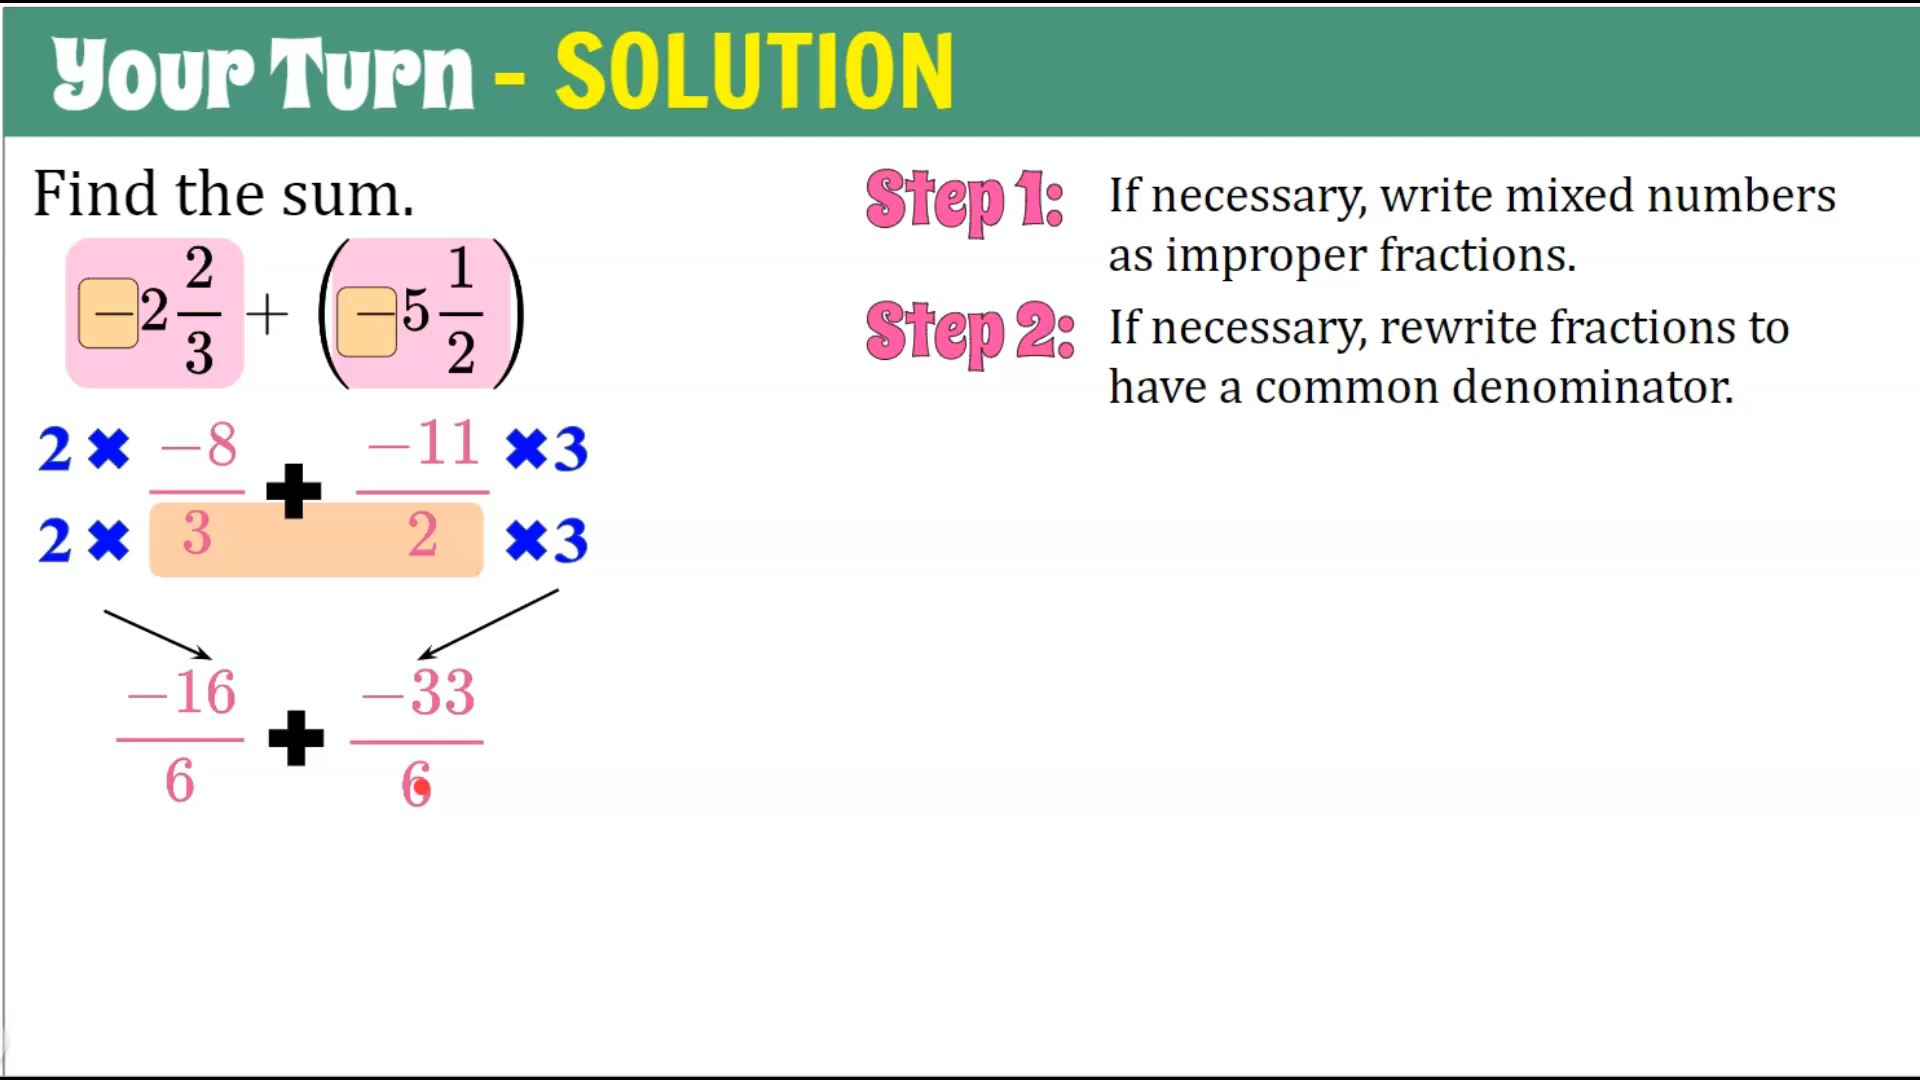 Your Turn - SOLUTION
Find the sum.
−2 2/3 + (−5 1/2)
2 × −8/3 + −11/2 × 3
2 × × 3
−16/6 + −33/6
Step 1: If necessary, write mixed numbers
as improper fractions.
Step 2: If necessary, rewrite fractions to
have a common denominator.